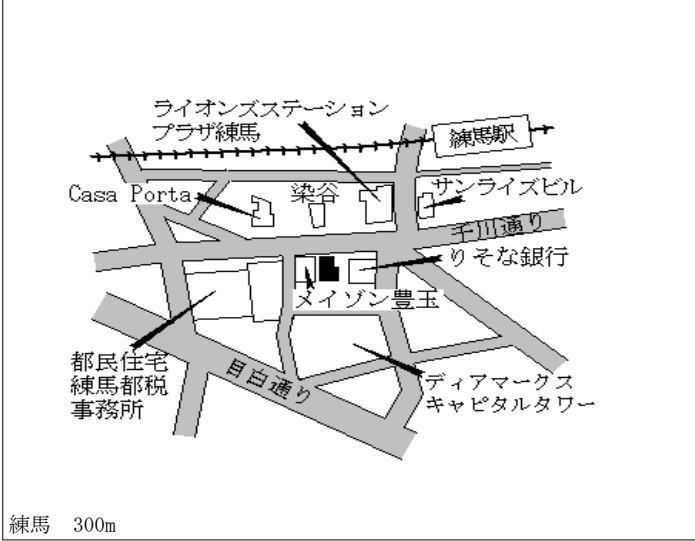 ライオンズステーション
プラザ練馬
練馬駅
Casa Porta
染谷
サンライズビル
千川通り
りそな銀行
メイゾン豊玉
都民住宅
練馬都税
事務所
目白通り
ディアマークス
キャピタルタワー
練馬 300m